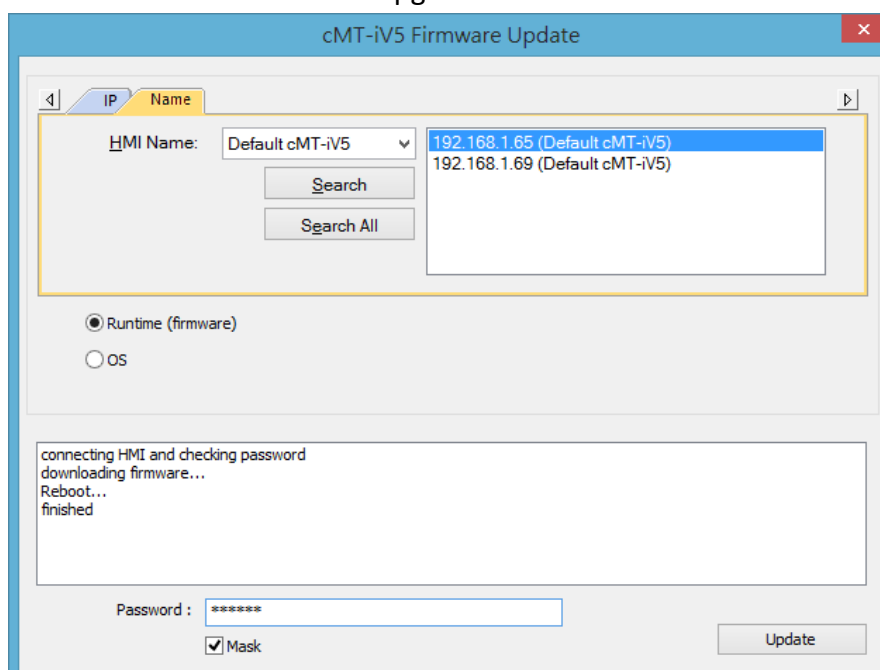 cMT-iV5 Firmware Update
IP
Name
HMI Name:
Default cMT-iV5
192.168.1.65 (Default cMT-iV5)
192.168.1.69 (Default cMT-iV5)
Search
Search All
Runtime (firmware)
OS
connecting HMI and checking password
downloading firmware...
Reboot...
finished
Password :
******
Mask
Update